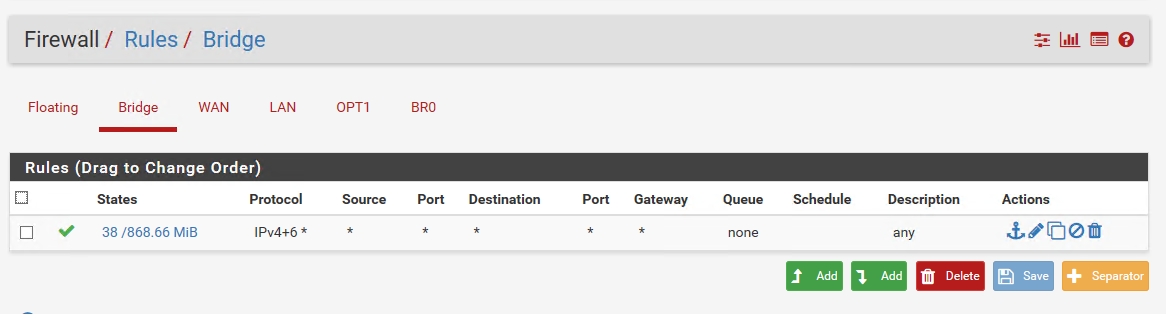 Firewall / Rules / Bridge
Floating Bridge WAN LAN OPT1 BR0
Rules (Drag to Change Order)
States Protocol Source Port Destination Port Gateway Queue Schedule Description Actions
38 /868.66 MiB IPv4+6 * * * * * * none any
Add Add Delete Save Separator